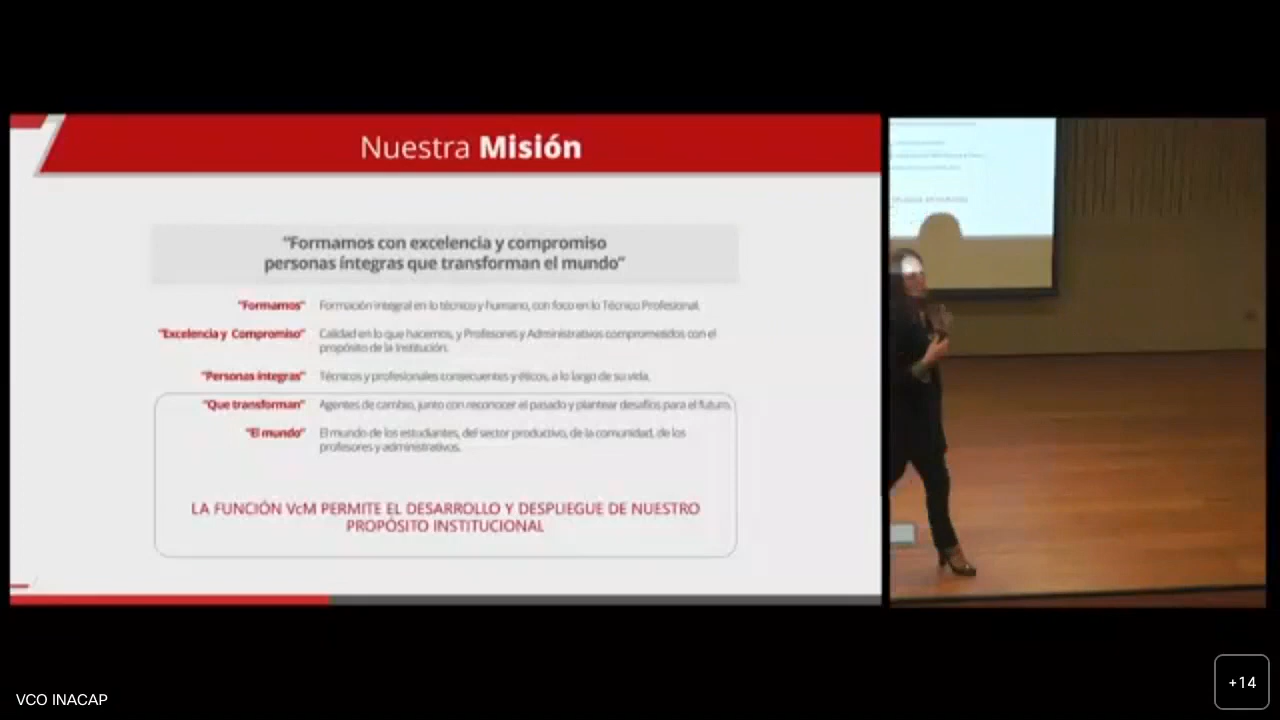 Nuestra Misión
"Formamos con excelencia y compromiso
personas íntegras que transforman el mundo"
"Formamos" Formación integral en lo técnico y humano, con foco en lo Técnico Profesional.
"Excelencia y Compromiso" Calidad en lo que hacemos, y Profesores y Administrativos comprometidos con el
propósito de la Institución.
"Personas íntegras" Técnicos y profesionales consecuentes y éticos, a lo largo de su vida.
"Que transforman" Agentes de cambio, junto con reconocer el pasado y plantear desafíos para el futuro.
"El mundo" El mundo de los estudiantes, del sector productivo, de la comunidad, de los
profesores y administrativos.
LA FUNCIÓN VcM PERMITE EL DESARROLLO Y DESPLIEGUE DE NUESTRO
PROPÓSITO INSTITUCIONAL
VCO INACAP
+14